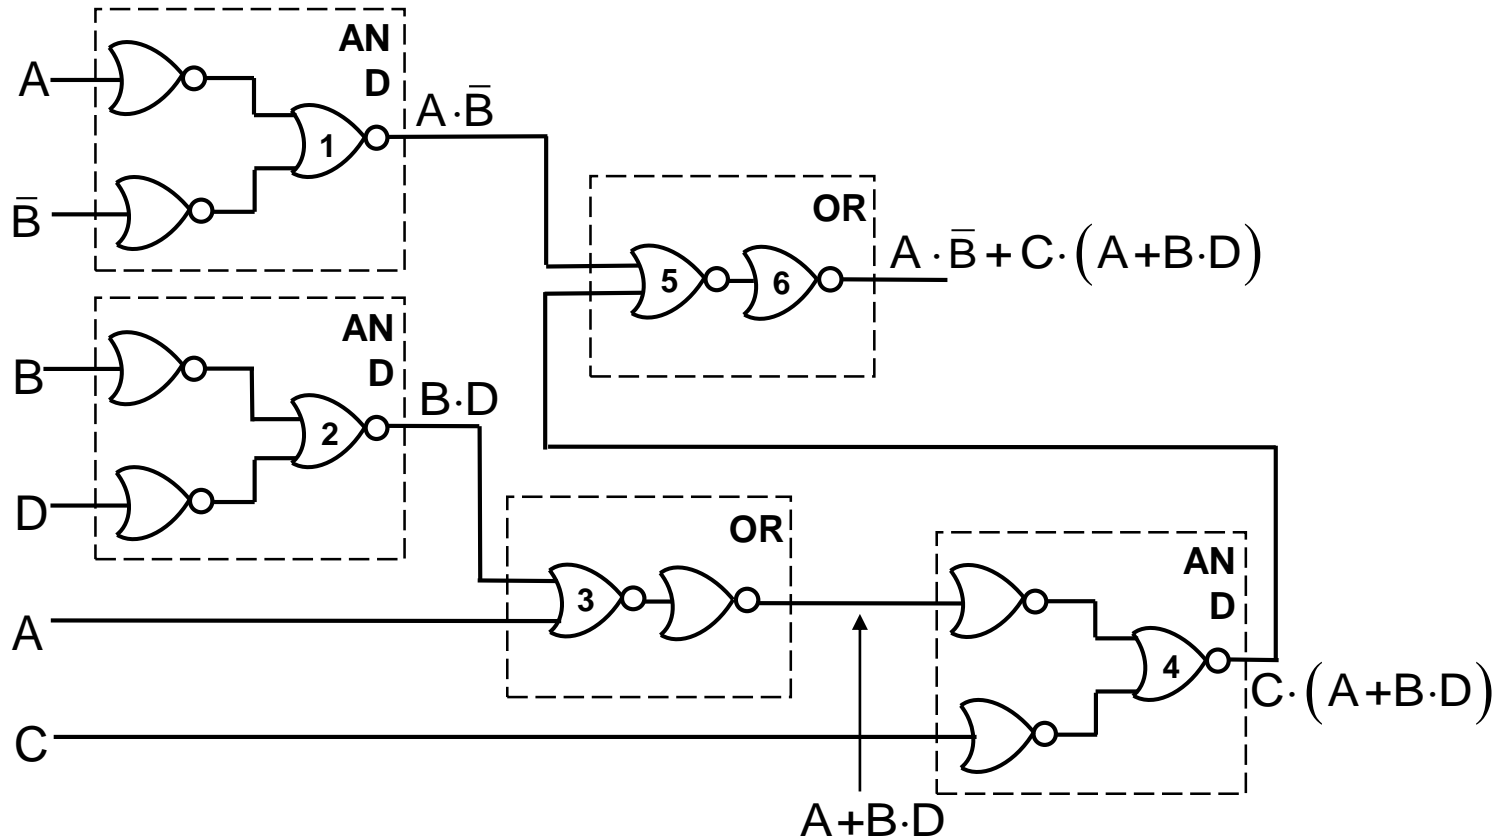 AN
D
A
A·B̅
1
B̅
OR
A·B̅+C·(A+B·D)
5
6
AN
D
B
B·D
2
D
OR
3
A
AN
D
4
C·(A+B·D)
C
A+B·D